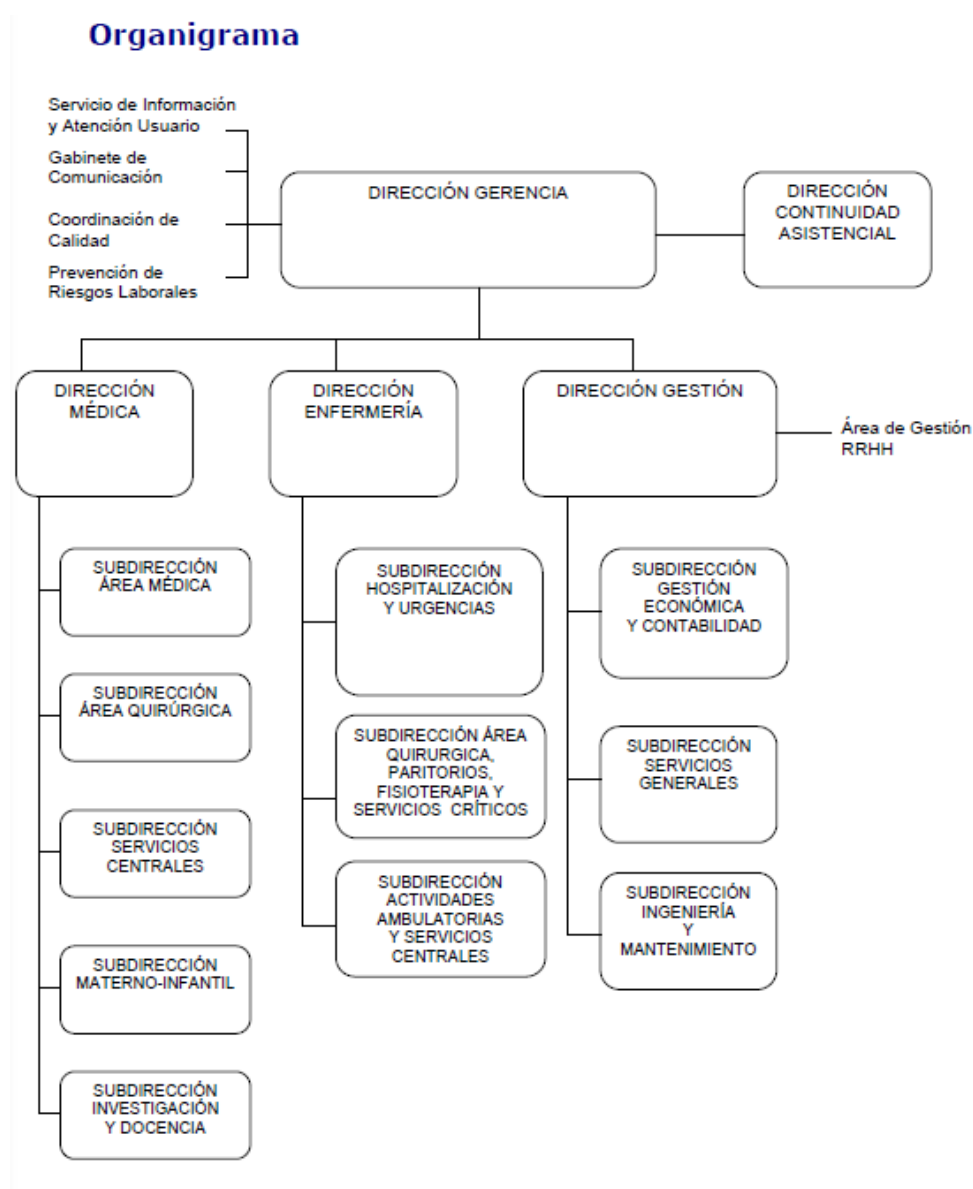 Organigrama
Servicio de Información
y Atención Usuario
Gabinete de
Comunicación
Coordinación de
Calidad
Prevención de
Riesgos Laborales
DIRECCIÓN GERENCIA
DIRECCIÓN
CONTINUIDAD
ASISTENCIAL
DIRECCIÓN
MÉDICA
DIRECCIÓN
ENFERMERÍA
DIRECCIÓN GESTIÓN
Área de Gestión
RRHH
SUBDIRECCIÓN
ÁREA MÉDICA
SUBDIRECCIÓN
ÁREA QUIRÚRGICA
SUBDIRECCIÓN
SERVICIOS
CENTRALES
SUBDIRECCIÓN
MATERNO-INFANTIL
SUBDIRECCIÓN
INVESTIGACIÓN
Y DOCENCIA
SUBDIRECCIÓN
HOSPITALIZACIÓN
Y URGENCIAS
SUBDIRECCIÓN ÁREA
QUIRURGICA,
PARITORIOS,
FISIOTERAPIA Y
SERVICIOS CRÍTICOS
SUBDIRECCIÓN
ACTIVIDADES
AMBULATORIAS
Y SERVICIOS
CENTRALES
SUBDIRECCIÓN
GESTIÓN
ECONÓMICA
Y CONTABILIDAD
SUBDIRECCIÓN
SERVICIOS
GENERALES
SUBDIRECCIÓN
INGENIERÍA
Y
MANTENIMIENTO